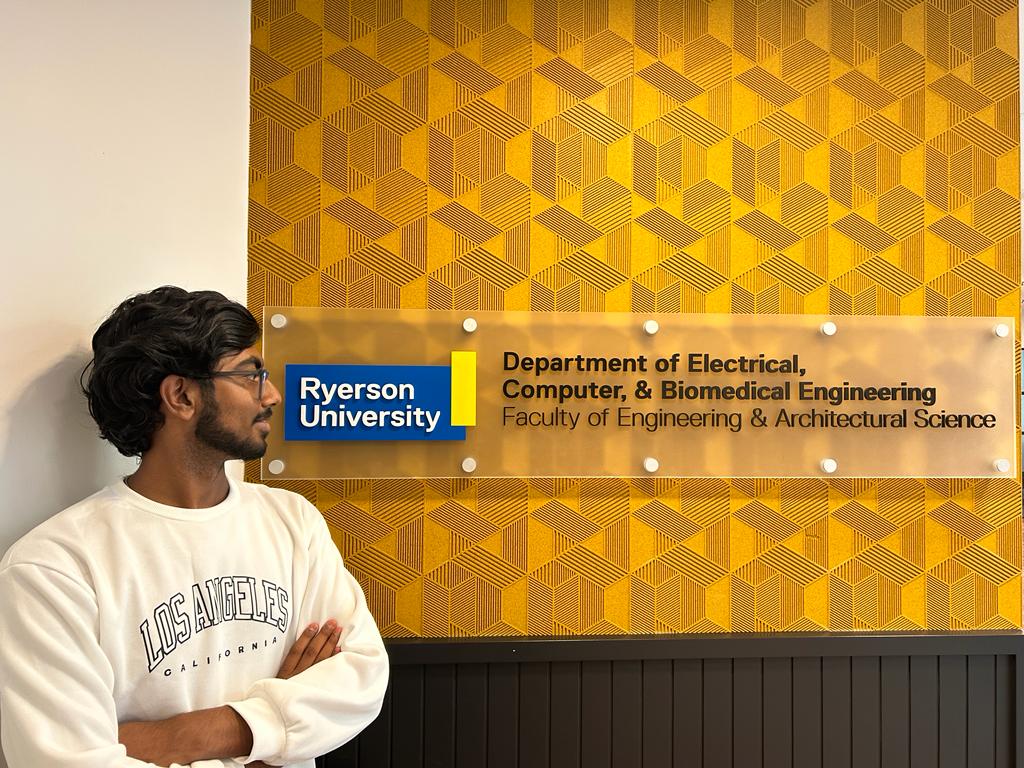 Ryerson
University
Department of Electrical,
Computer, & Biomedical Engineering
Faculty of Engineering & Architectural Science
LOS ANGELES
CALIFORNIA